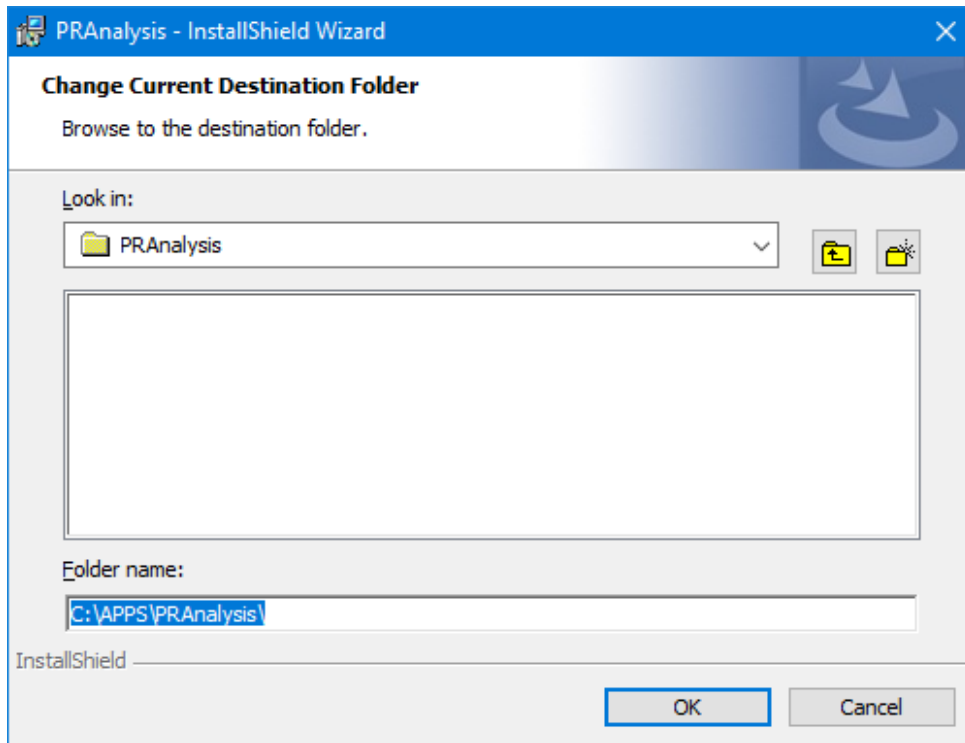 PRAnalysis - InstallShield Wizard
Change Current Destination Folder
Browse to the destination folder.
Look in:
PRAnalysis
Folder name:
C:\APPS\PRAnalysis\
InstallShield
OK Cancel